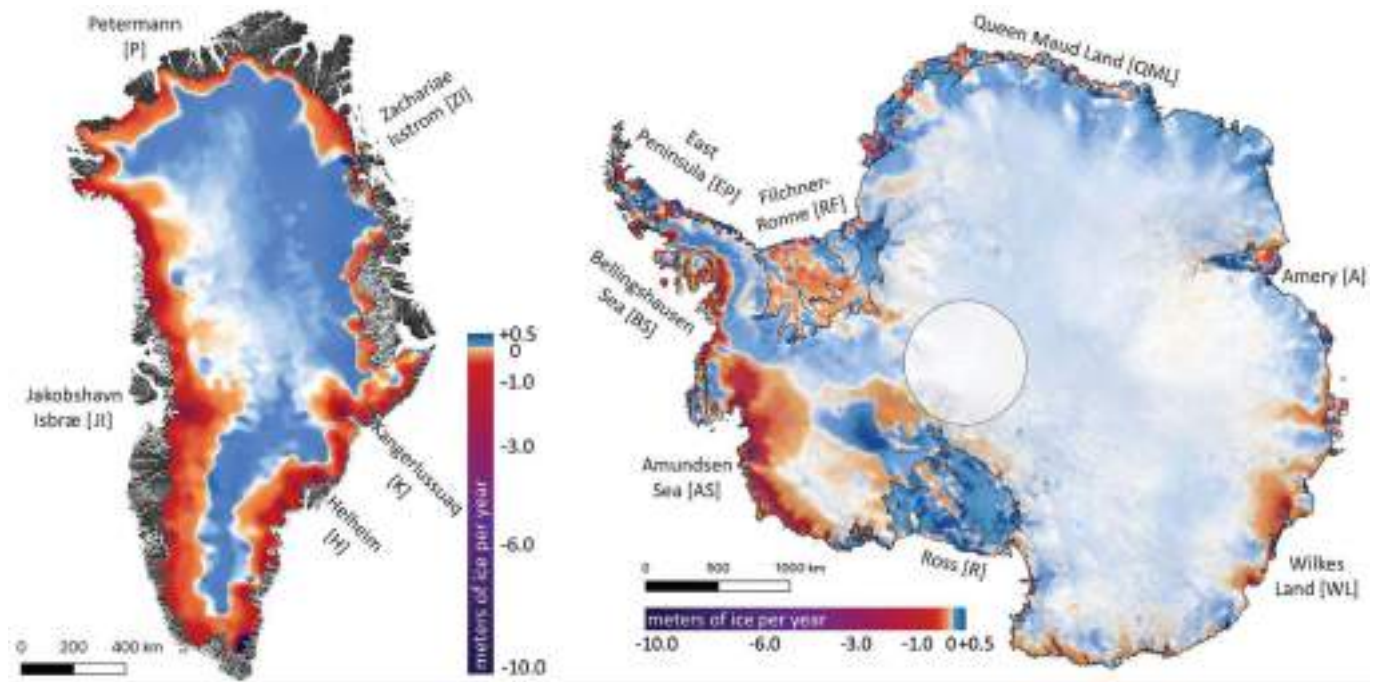 Petermann
[P]
Zachariae
Isstrom [ZI]
Jakobshavn
Isbræ [JI]
Kangerlussuaq
[K]
Helheim
[H]
+0.5
0
-1.0
-3.0
-6.0
-10.0
meters of ice per year
0 200 400 km
Queen Maud Land [QML]
East
Peninsula [EP]
Filchner-
Ronne [RF]
Bellingshausen
Sea [BS]
Amery [A]
Amundsen
Sea [AS]
Ross [R]
Wilkes
Land [WL]
0 500 1000 km
meters of ice per year
-10.0 -6.0 -3.0 -1.0 0 +0.5